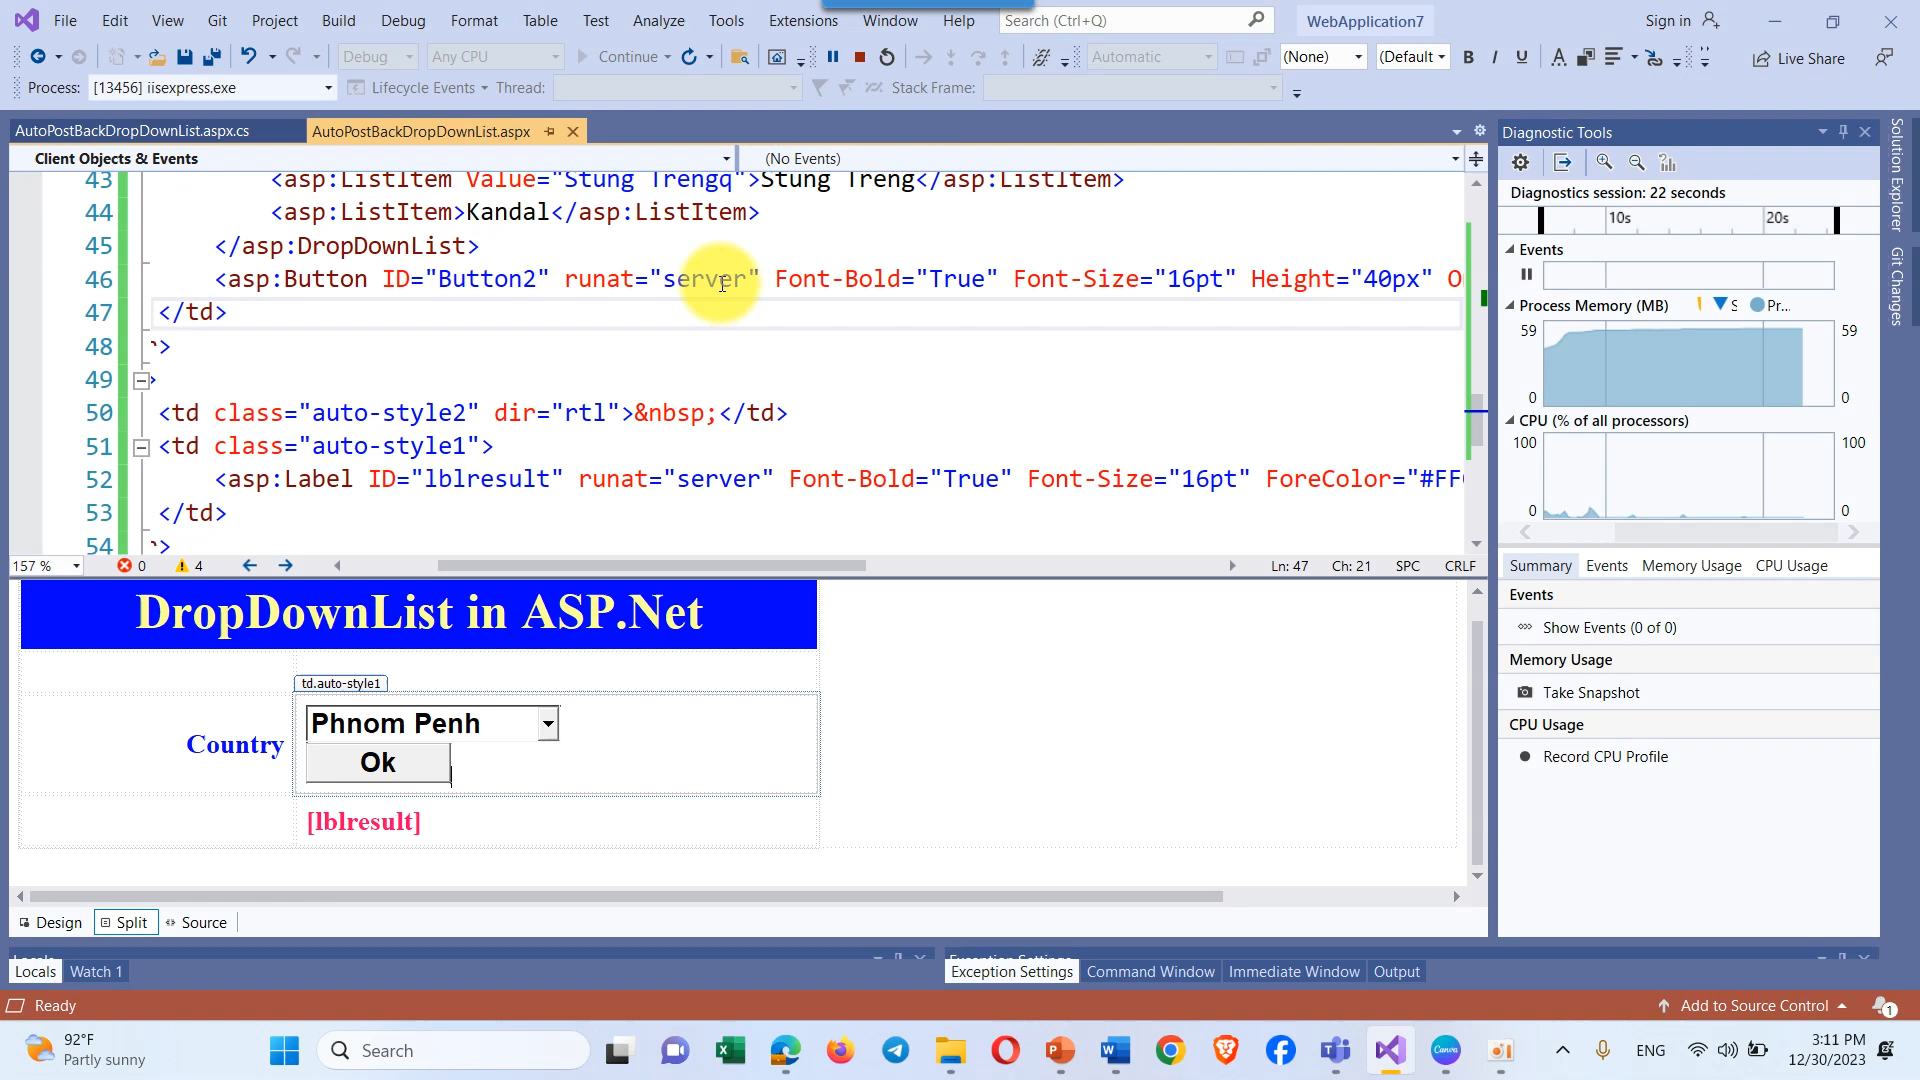 File Edit View Git Project Build Debug Format Table Test Analyze Tools Extensions Window Help Search (Ctrl+Q) WebApplication7 Sign in
Debug Any CPU Continue Automatic (None) (Default B I U A Live Share
Process: [13456] iisexpress.exe Lifecycle Events Thread: Stack Frame:
AutoPostBackDropDownList.aspx.cs AutoPostBackDropDownList.aspx
Client Objects & Events (No Events)
43 <asp:ListItem Value="Stung Trengq">Stung Treng</asp:ListItem>
44 <asp:ListItem>Kandal</asp:ListItem>
45 </asp:DropDownList>
46 <asp:Button ID="Button2" runat="server" Font-Bold="True" Font-Size="16pt" Height="40px" O
47 </td>
48 >
49
50 <td class="auto-style2" dir="rtl">&nbsp;</td>
51 <td class="auto-style1">
52 <asp:Label ID="lblresult" runat="server" Font-Bold="True" Font-Size="16pt" ForeColor="#FF
53 </td>
54 >
157 % 0 4 Ln: 47 Ch: 21 SPC CRLF
DropDownList in ASP.Net
td.auto-style1
Country
Phnom Penh
Ok
[lblresult]
Design Split Source
Locals Watch 1
Exception Settings Command Window Immediate Window Output
Ready Add to Source Control 1
Diagnostic Tools
Diagnostics session: 22 seconds
10s 20s
Events
Process Memory (MB) S Pr...
59 59
0 0
CPU (% of all processors)
100 100
0 0
Summary Events Memory Usage CPU Usage
Events
Show Events (0 of 0)
Memory Usage
Take Snapshot
CPU Usage
Record CPU Profile
Solution Explorer
Git Changes
92°F
Partly sunny
Search
ENG
3:11 PM
12/30/2023